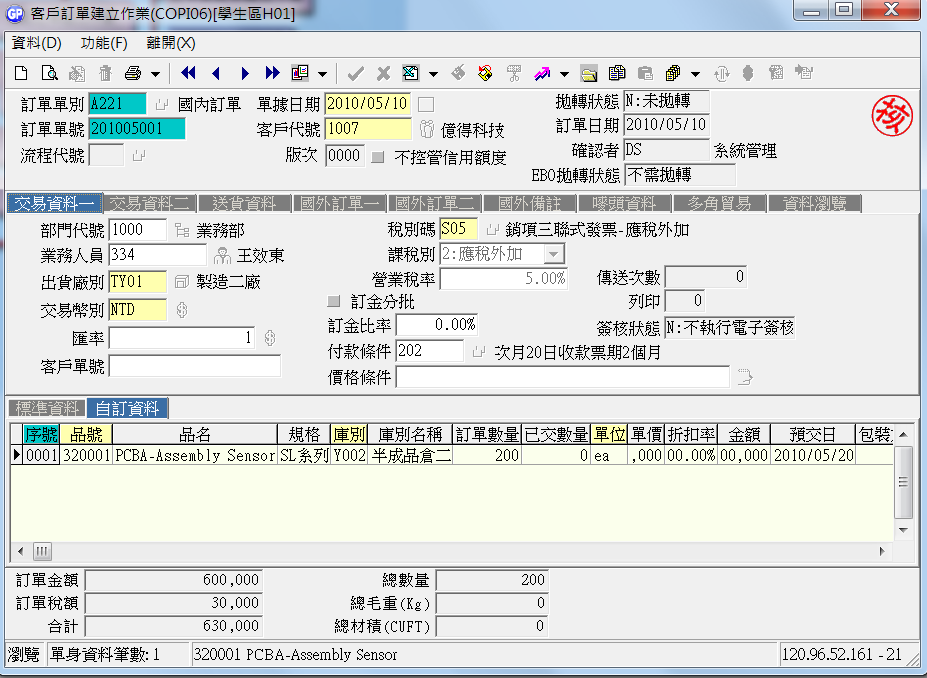 GP 客戶訂單建立作業(COPI06)[學生區H01]
資料(D) 功能(F) 離開(X)
訂單單別 A221 國內訂單 單據日期 2010/05/10 拋轉狀態 N:未拋轉
訂單單號 201005001 客戶代號 1007 億得科技 訂單日期 2010/05/10
核
流程代號 版次 0000 不控管信用額度 確認者 DS 系統管理
EBO拋轉狀態 不需拋轉
交易資料一 交易資料二 送貨資料 國外訂單一 國外訂單二 國外備註 嘜頭資料 多角貿易 資料瀏覽
部門代號 1000 業務部 稅別碼 S05 銷項三聯式發票-應稅外加
業務人員 334 王效東 課稅別 2:應稅外加
出貨廠別 TY01 製造二廠 營業稅率 5.00% 傳送次數 0
交易幣別 NTD 訂金分批 列印 0
匯率 1 訂金比率 0.00% 簽核狀態 N:不執行電子簽核
客戶單號 付款條件 202 次月20日收款票期2個月
價格條件
標準資料 自訂資料
序號 品號 品名 規格 庫別 庫別名稱 訂單數量 已交數量 單位 單價 折扣率 金額 預交日 包裝
0001 320001 PCBA-Assembly Sensor SL系列 Y002 半成品倉二 200 0 ea ,000 00.00% 00,000 2010/05/20
訂單金額 600,000 總數量 200
訂單稅額 30,000 總毛重(Kg) 0
合計 630,000 總材積(CUFT) 0
瀏覽 單身資料筆數: 1 320001 PCBA-Assembly Sensor 120.96.52.161 - 21